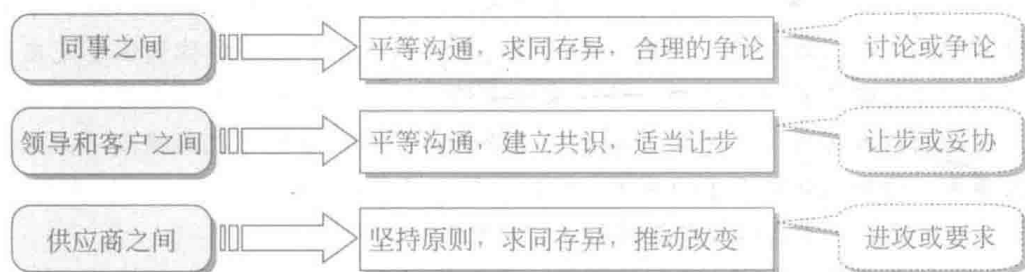 同事之间 平等沟通，求同存异，合理的争论 讨论或争论
领导和客户之间 平等沟通，建立共识，适当让步 让步或妥协
供应商之间 坚持原则，求同存异，推动改变 进攻或要求